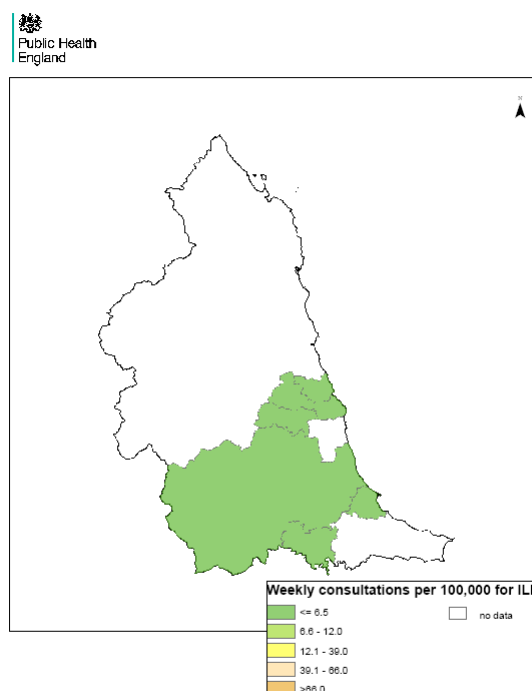 Public Health
England
N
Weekly consultations per 100,000 for ILI
<= 6.5
no data
6.6 - 12.0
12.1 - 39.0
39.1 - 66.0
>66.0